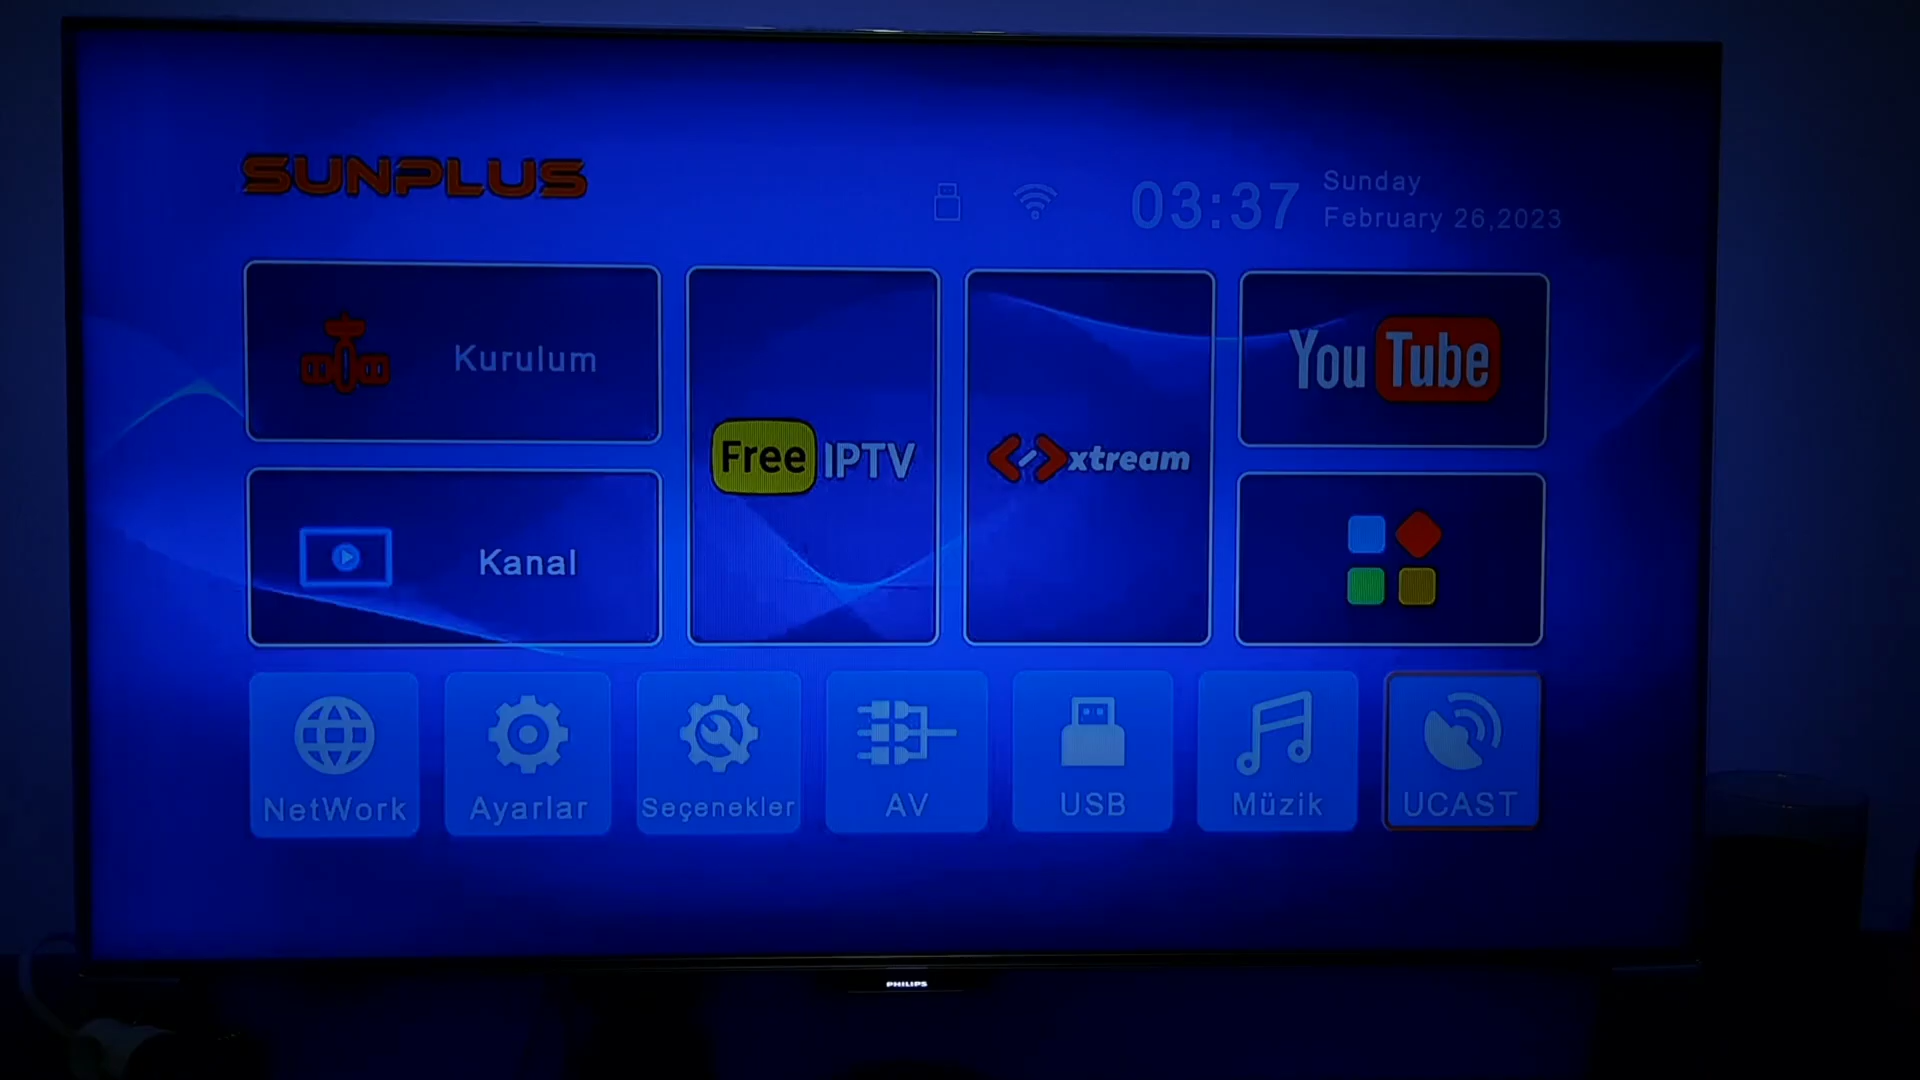 SUNPLUS
03:37
Sunday
February 26,2023
Kurulum
Free IPTV
xtream
YouTube
Kanal
NetWork
Ayarlar
Seçenekler
AV
USB
Müzik
UCAST
PHILIPS